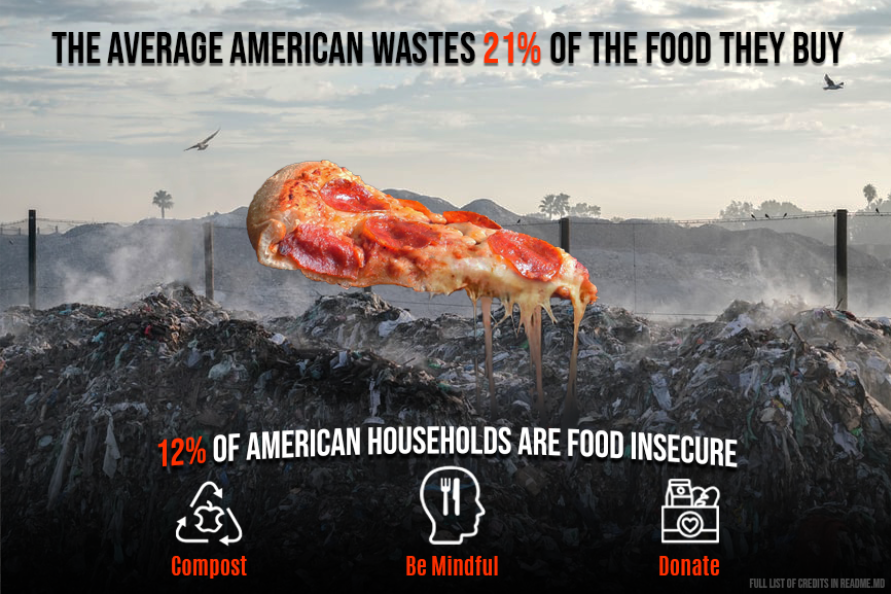 THE AVERAGE AMERICAN WASTES 21% OF THE FOOD THEY BUY
12% OF AMERICAN HOUSEHOLDS ARE FOOD INSECURE
Compost
Be Mindful
Donate
FULL LIST OF CREDITS IN README.MD